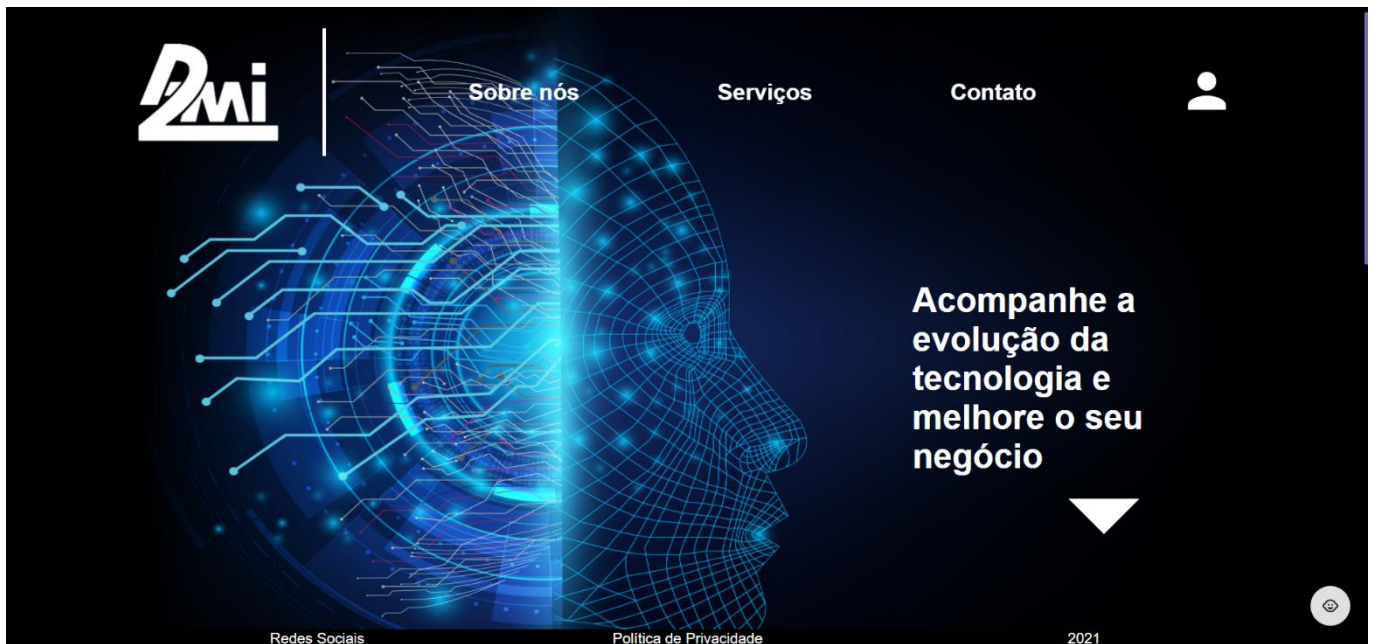 2mi
Sobre nós
Serviços
Contato
Acompanhe a
evolução da
tecnologia e
melhore o seu
negócio
Redes Sociais
Política de Privacidade
2021